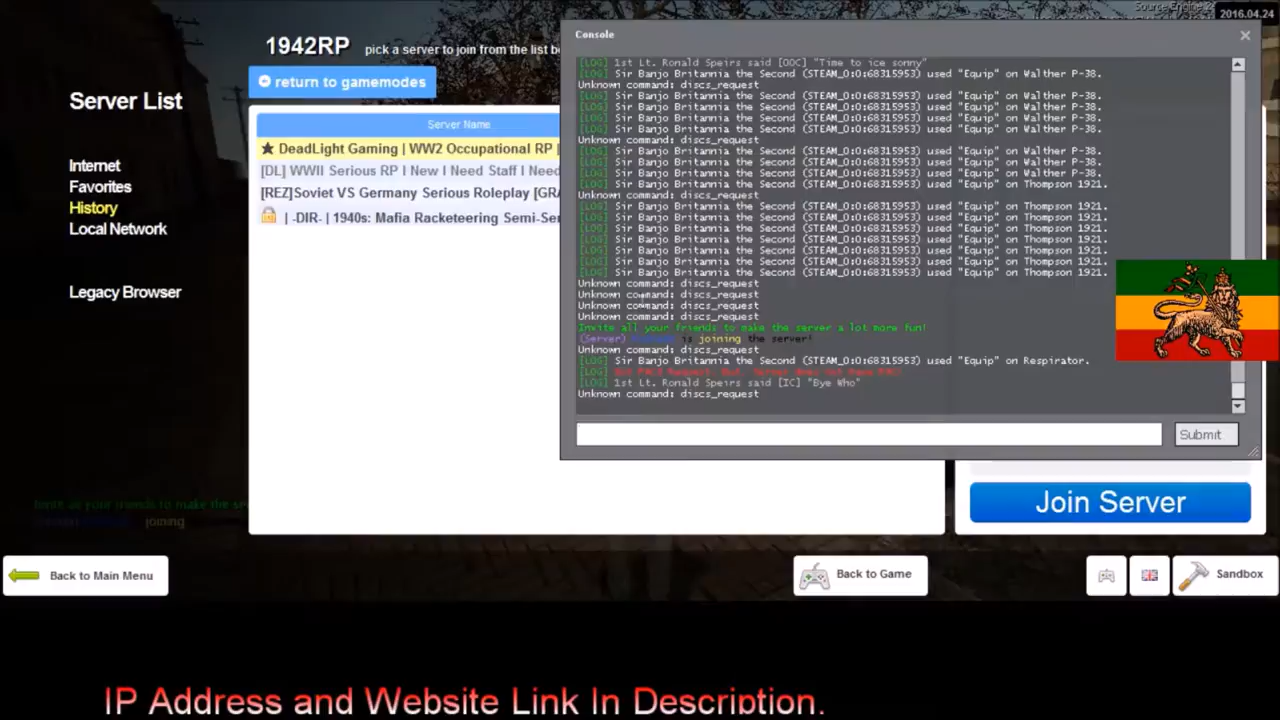 Source Engine 2
2016.04.24
1942RP pick a server to join from the list be
return to gamemodes
Server List
Internet
Favorites
History
Local Network
Legacy Browser
Server Name
★ DeadLight Gaming | WW2 Occupational RP |
[DL] WWII Serious RP I New I Need Staff I Need
[REZ]Soviet VS Germany Serious Roleplay [GRA
| -DIR- | 1940s: Mafia Racketeering Semi-Ser
Console
[LOG] 1st Lt. Ronald Speirs said [OOC] "Time to ice sonny"
[LOG] Sir Banjo Britannia the Second (STEAM_0:0:68315953) used "Equip" on Walther P-38.
Unknown command: discs_request
[LOG] Sir Banjo Britannia the Second (STEAM_0:0:68315953) used "Equip" on Walther P-38.
[LOG] Sir Banjo Britannia the Second (STEAM_0:0:68315953) used "Equip" on Walther P-38.
[LOG] Sir Banjo Britannia the Second (STEAM_0:0:68315953) used "Equip" on Walther P-38.
[LOG] Sir Banjo Britannia the Second (STEAM_0:0:68315953) used "Equip" on Walther P-38.
Unknown command: discs_request
[LOG] Sir Banjo Britannia the Second (STEAM_0:0:68315953) used "Equip" on Walther P-38.
[LOG] Sir Banjo Britannia the Second (STEAM_0:0:68315953) used "Equip" on Walther P-38.
[LOG] Sir Banjo Britannia the Second (STEAM_0:0:68315953) used "Equip" on Walther P-38.
[LOG] Sir Banjo Britannia the Second (STEAM_0:0:68315953) used "Equip" on Thompson 1921.
Unknown command: discs_request
[LOG] Sir Banjo Britannia the Second (STEAM_0:0:68315953) used "Equip" on Thompson 1921.
[LOG] Sir Banjo Britannia the Second (STEAM_0:0:68315953) used "Equip" on Thompson 1921.
[LOG] Sir Banjo Britannia the Second (STEAM_0:0:68315953) used "Equip" on Thompson 1921.
[LOG] Sir Banjo Britannia the Second (STEAM_0:0:68315953) used "Equip" on Thompson 1921.
[LOG] Sir Banjo Britannia the Second (STEAM_0:0:68315953) used "Equip" on Thompson 1921.
[LOG] Sir Banjo Britannia the Second (STEAM_0:0:68315953) used "Equip" on Thompson 1921.
[LOG] Sir Banjo Britannia the Second (STEAM_0:0:68315953) used "Equip" on Thompson 1921.
Unknown command: discs_request
Unknown command: discs_request
Unknown command: discs_request
Unknown command: discs_request
Invite all your friends to make the server a lot more fun!
(Server) is joining the server!
Unknown command: discs_request
[LOG] Sir Banjo Britannia the Second (STEAM_0:0:68315953) used "Equip" on Respirator.
[LOG]
[LOG] 1st Lt. Ronald Speirs said [IC] "Bye Who"
Unknown command: discs_request
Submit
Join Server
your friends to make the se
joining
Back to Main Menu
Back to Game
Sandbox
IP Address and Website Link In Description.